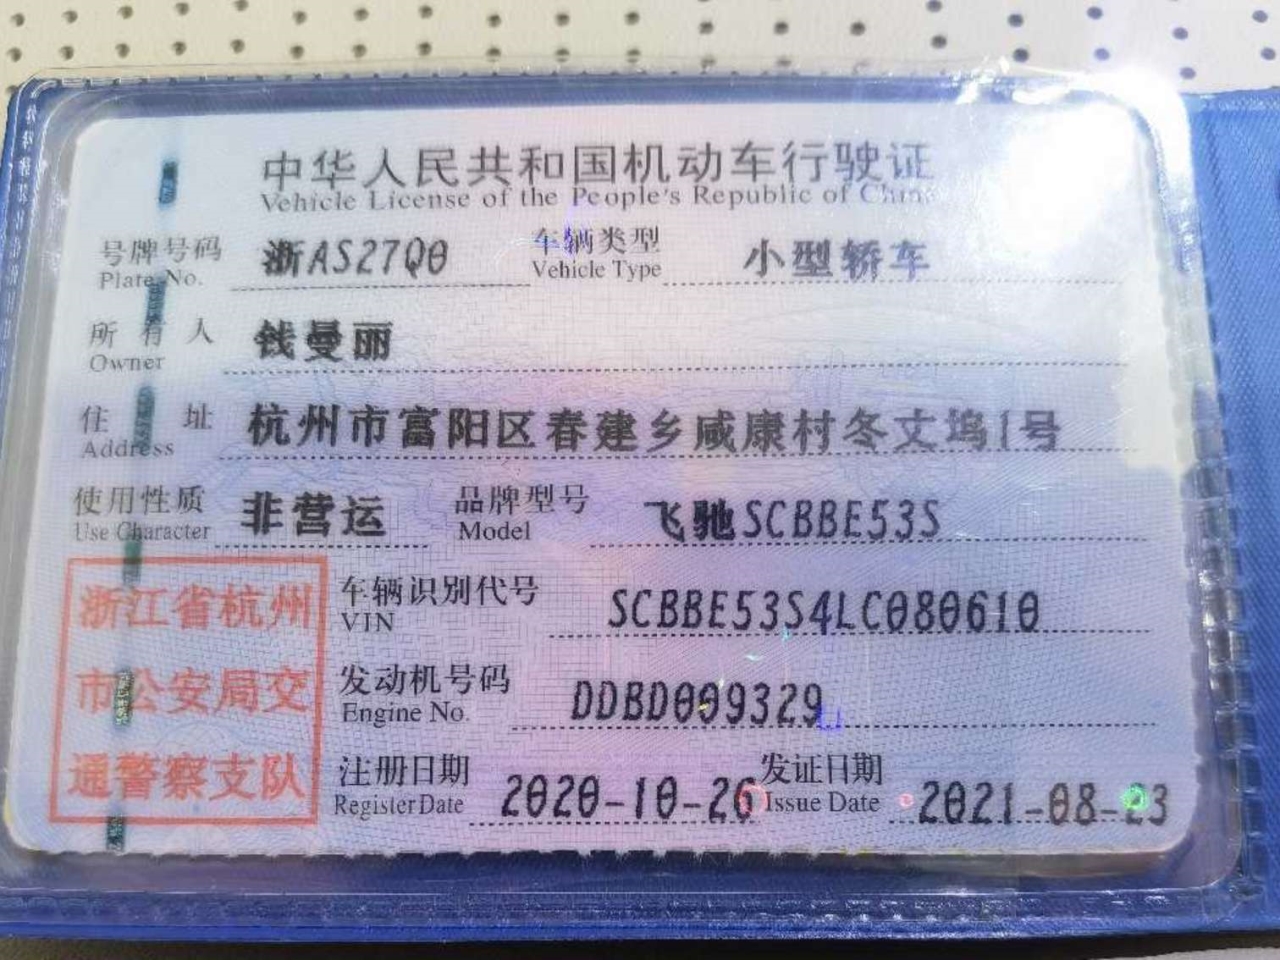 中华人民共和国机动车行驶证
Vehicle License of the People's Republic of China
号牌号码 浙AS27Q0 车辆类型 小型轿车
Plate No. Vehicle Type
所有人 钱曼丽
Owner
住址 杭州市富阳区春建乡咸康村冬丈坞1号
Address
使用性质 非营运 品牌型号 飞驰SCBBE53S
Use Character Model
浙江省杭州
市公安局交
通警察支队
车辆识别代号 SCBBE53S4LC080610
VIN
发动机号码 DDBD009329
Engine No.
注册日期 2020-10-26 发证日期 2021-08-23
Register Date Issue Date